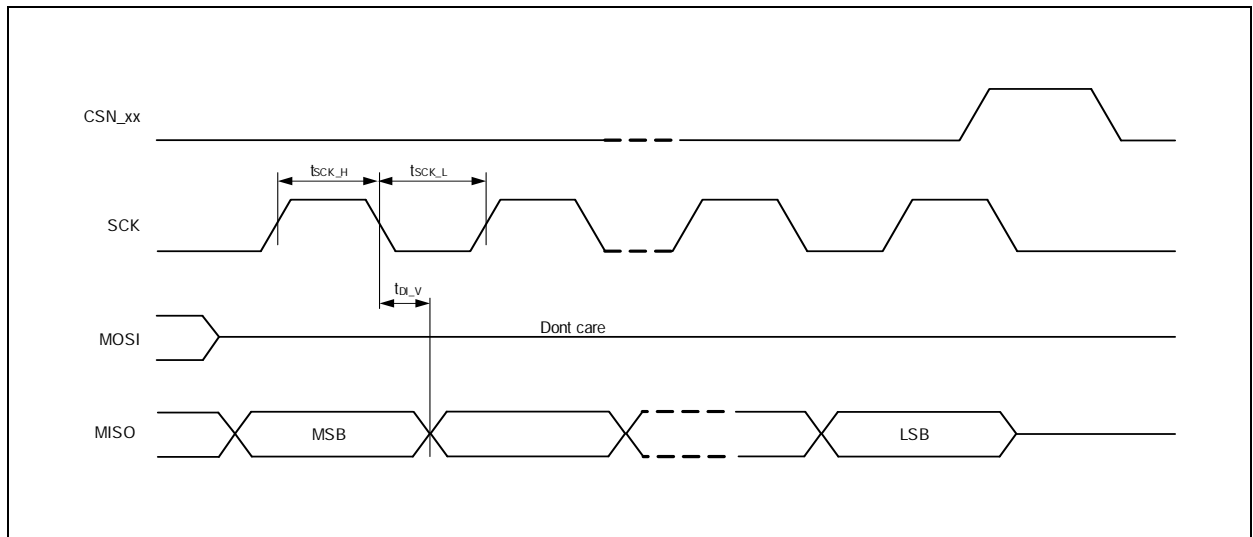 CSN_xx
tSCK_H
tSCK_L
SCK
tDI_V
Dont care
MOSI
MISO
MSB
LSB